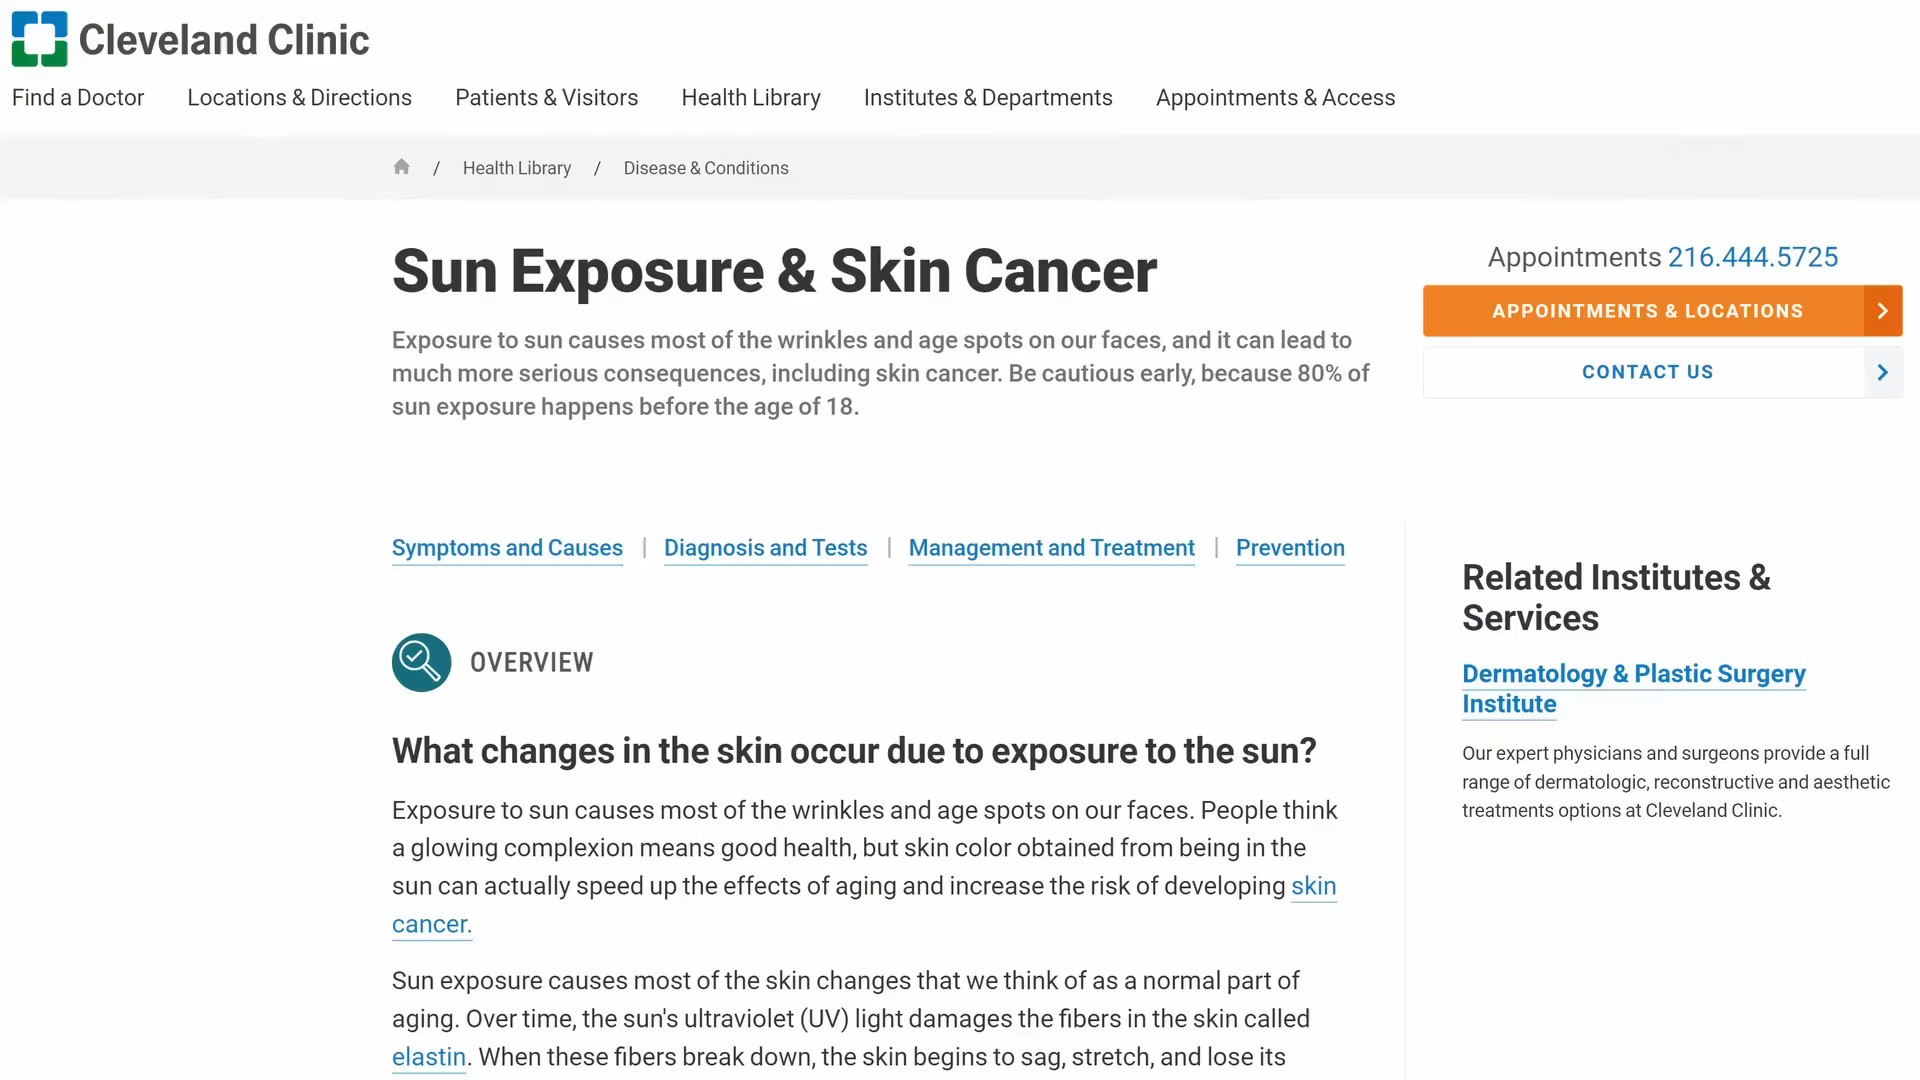 Cleveland Clinic
Find a Doctor Locations & Directions Patients & Visitors Health Library Institutes & Departments Appointments & Access
/ Health Library / Disease & Conditions
Sun Exposure & Skin Cancer
Exposure to sun causes most of the wrinkles and age spots on our faces, and it can lead to
much more serious consequences, including skin cancer. Be cautious early, because 80% of
sun exposure happens before the age of 18.
Appointments 216.444.5725
APPOINTMENTS & LOCATIONS
CONTACT US
Symptoms and Causes | Diagnosis and Tests | Management and Treatment | Prevention
OVERVIEW
What changes in the skin occur due to exposure to the sun?
Exposure to sun causes most of the wrinkles and age spots on our faces. People think
a glowing complexion means good health, but skin color obtained from being in the
sun can actually speed up the effects of aging and increase the risk of developing skin
cancer.
Sun exposure causes most of the skin changes that we think of as a normal part of
aging. Over time, the sun's ultraviolet (UV) light damages the fibers in the skin called
elastin. When these fibers break down, the skin begins to sag, stretch, and lose its
Related Institutes &
Services
Dermatology & Plastic Surgery
Institute
Our expert physicians and surgeons provide a full
range of dermatologic, reconstructive and aesthetic
treatments options at Cleveland Clinic.